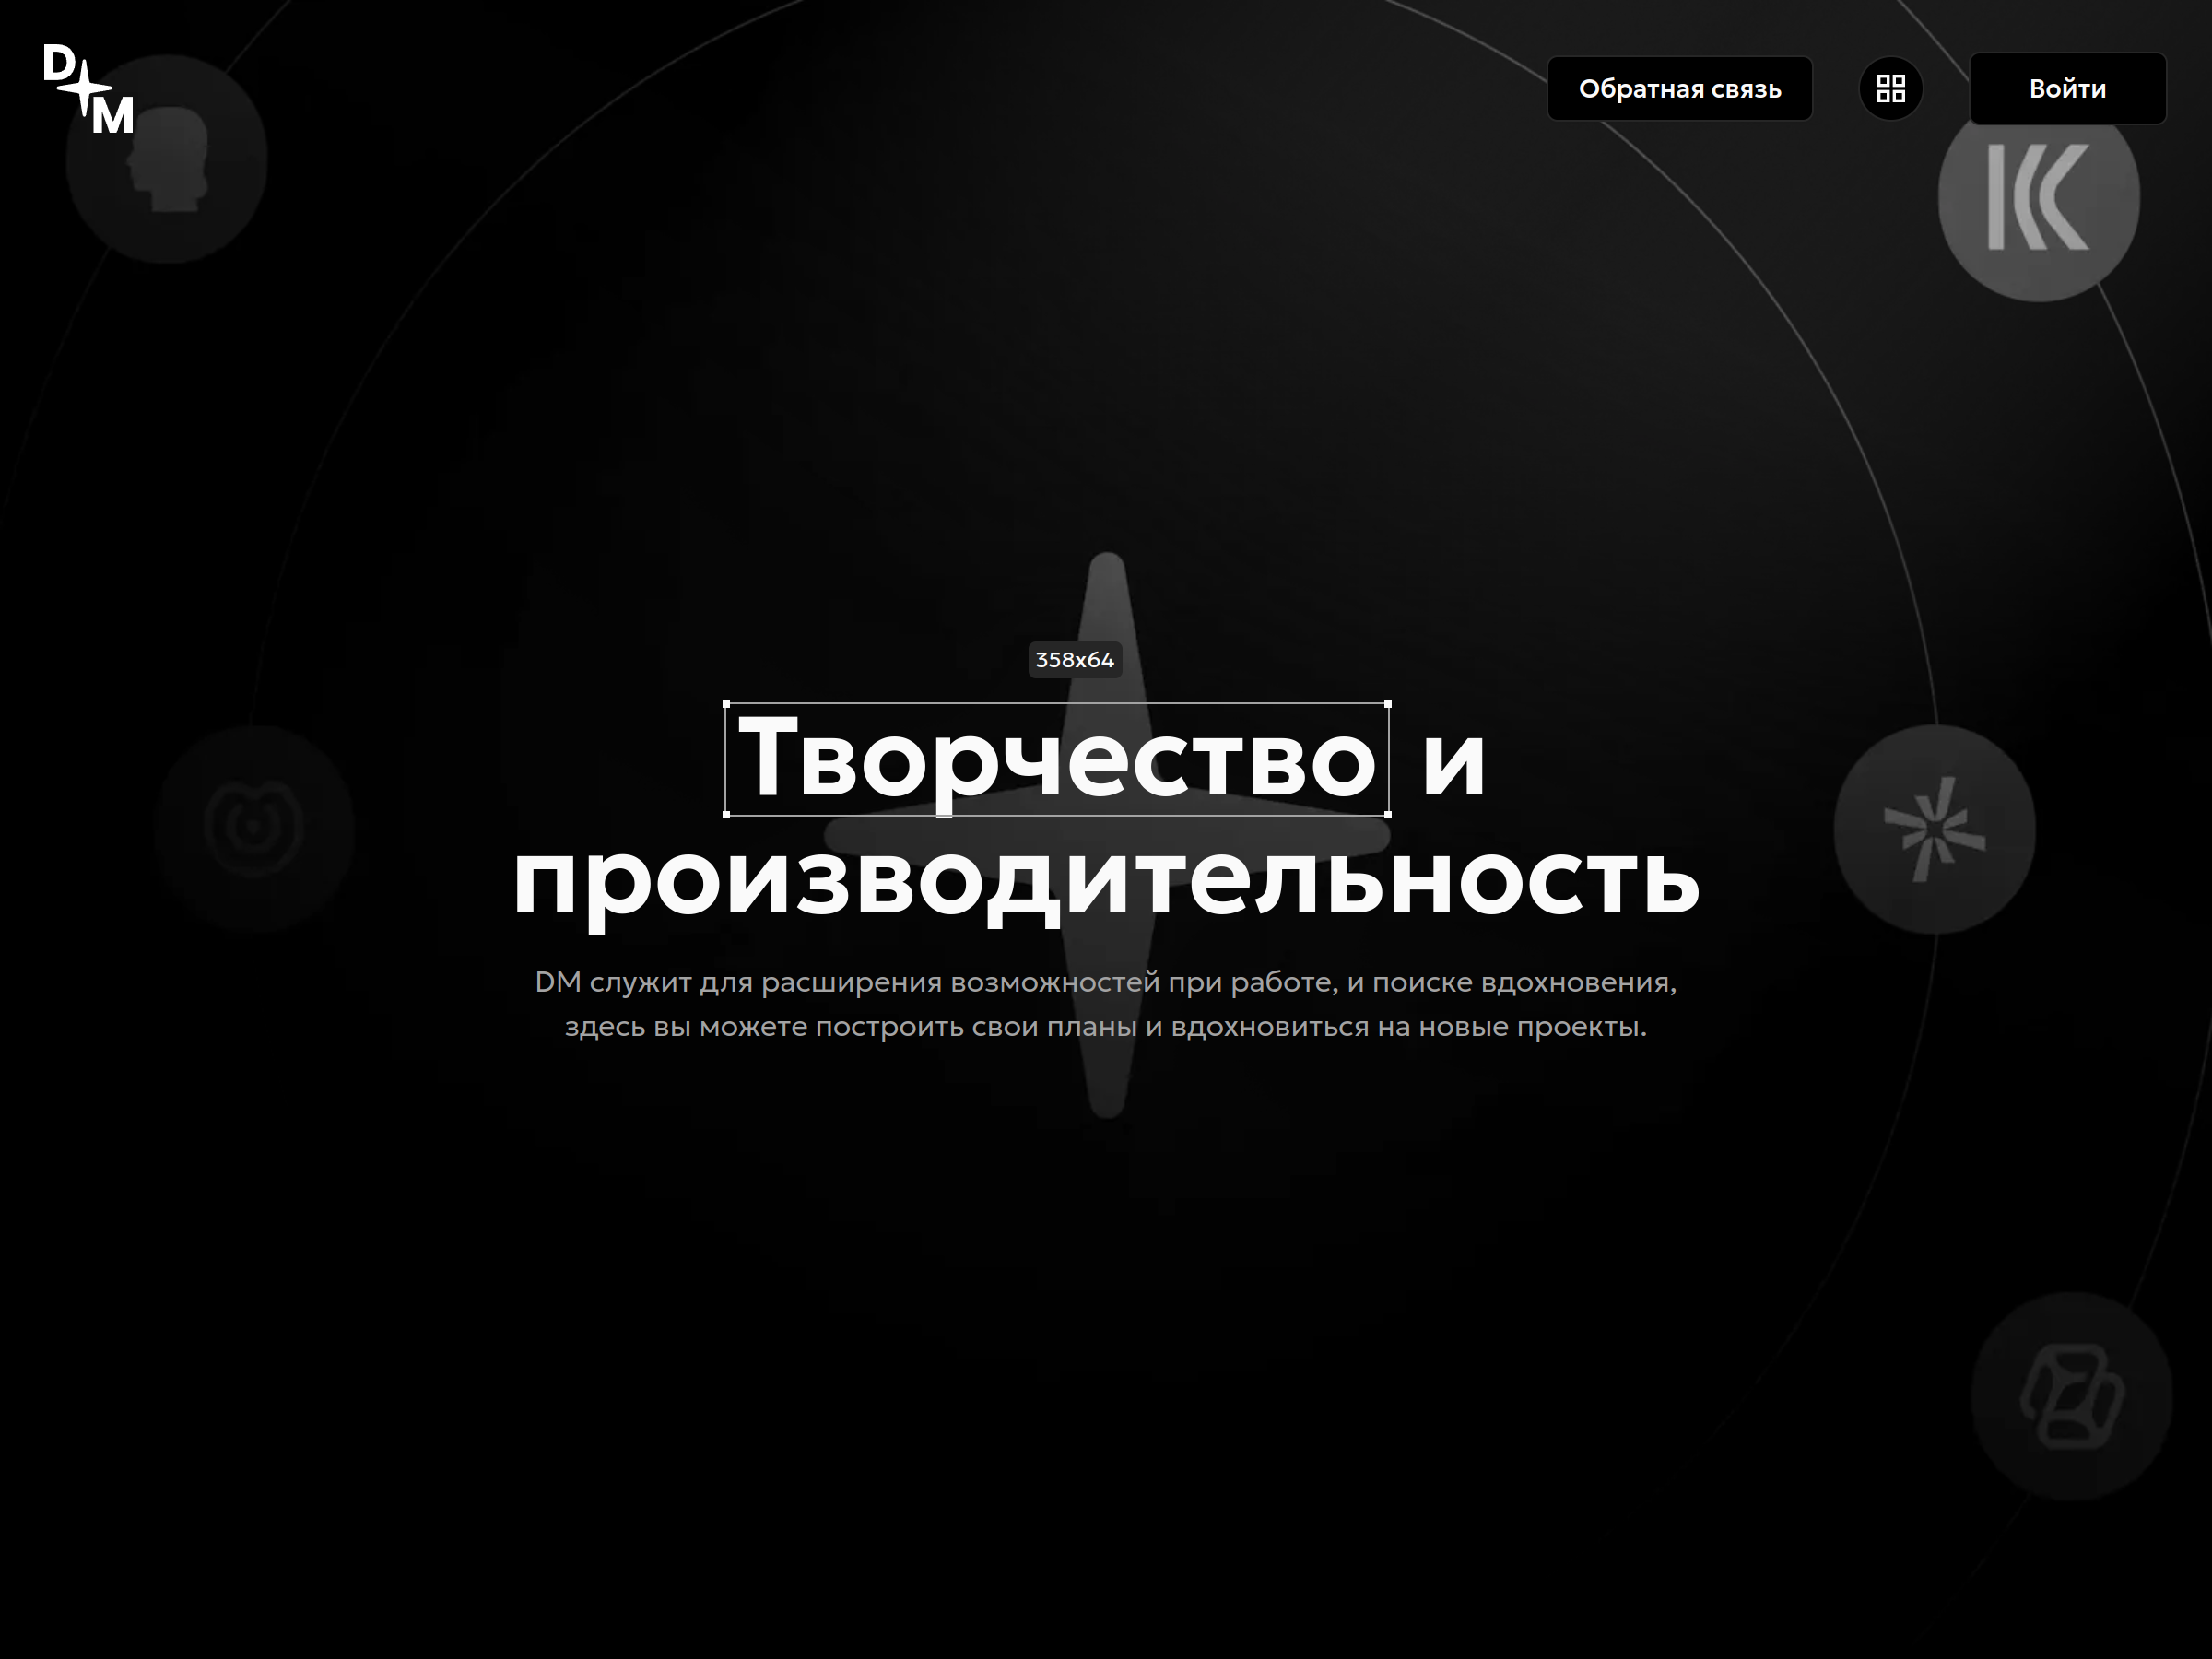 D
M
Обратная связь
Войти
358x64
Творчество и
производительность
DM служит для расширения возможностей при работе, и поиске вдохновения,
здесь вы можете построить свои планы и вдохновиться на новые проекты.